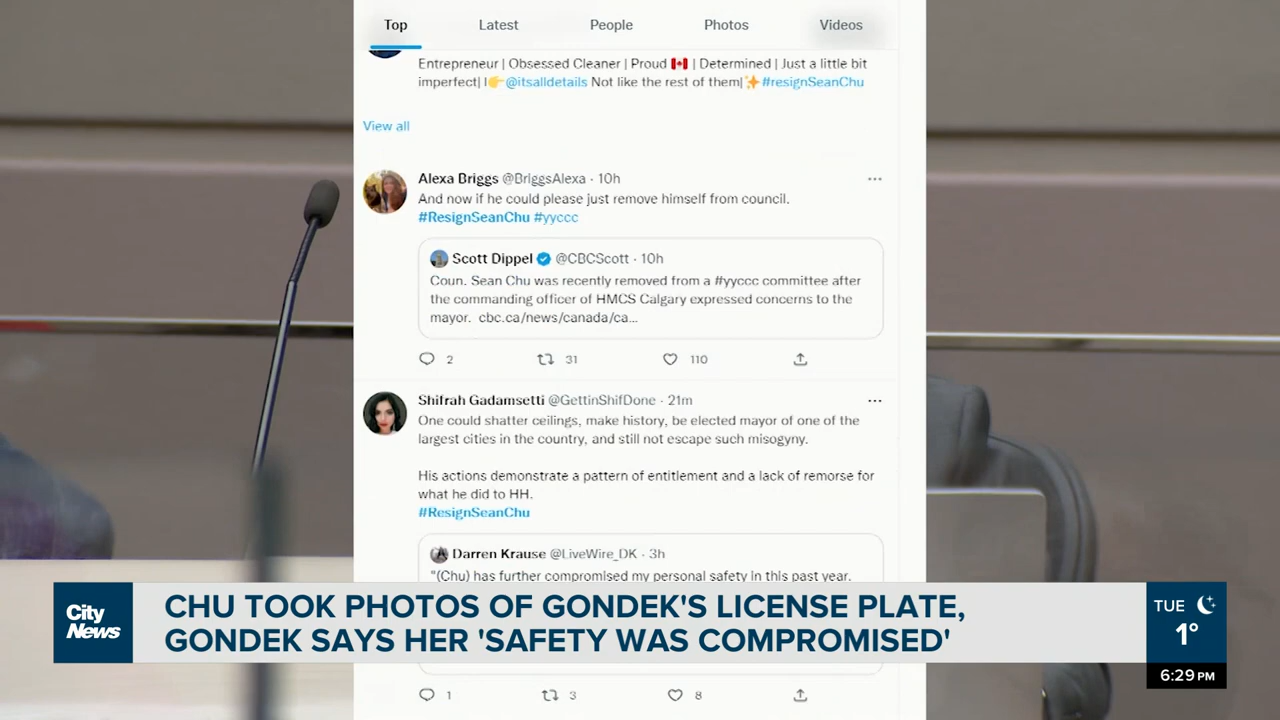 Top
Latest
People
Photos
Videos
Entrepreneur | Obsessed Cleaner | Proud 🇨🇦 | Determined | Just a little bit
imperfect| I👉@itsalldetails Not like the rest of them|✨#resignSeanChu
View all
Alexa Briggs @BriggsAlexa · 10h
And now if he could please just remove himself from council.
#ResignSeanChu #yyccc
Scott Dippel @CBCScott · 10h
Coun. Sean Chu was recently removed from a #yyccc committee after
the commanding officer of HMCS Calgary expressed concerns to the
mayor. cbc.ca/news/canada/ca...
2
31
110
Shifrah Gadamsetti @GettinShifDone · 21m
One could shatter ceilings, make history, be elected mayor of one of the
largest cities in the country, and still not escape such misogyny.
His actions demonstrate a pattern of entitlement and a lack of remorse for
what he did to HH.
#ResignSeanChu
Darren Krause @LiveWire_DK · 3h
"(Chu) has further compromised my personal safety in this past year.
City
News
CHU TOOK PHOTOS OF GONDEK'S LICENSE PLATE,
GONDEK SAYS HER 'SAFETY WAS COMPROMISED'
TUE
1°
6:29 PM
1
3
8